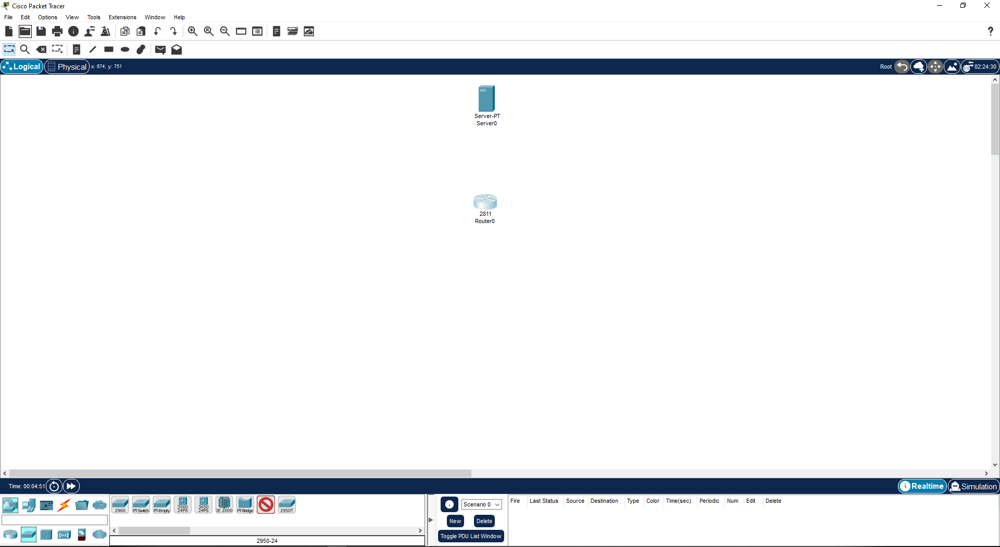 Cisco Packet Tracer
File Edit Options View Tools Extensions Window Help
?
Logical Physical x: 674, y: 751 Root 02:24:30
Server-PT
Server0
2811
Router0
Time: 00:04:51 Realtime Simulation
2960 PT-Switch PT-Empty 3560 24PS 3650 24PS IE 2000 PT-Bridge 2950T
2950-24
Scenario 0
New Delete
Toggle PDU List Window
Fire Last Status Source Destination Type Color Time(sec) Periodic Num Edit Delete